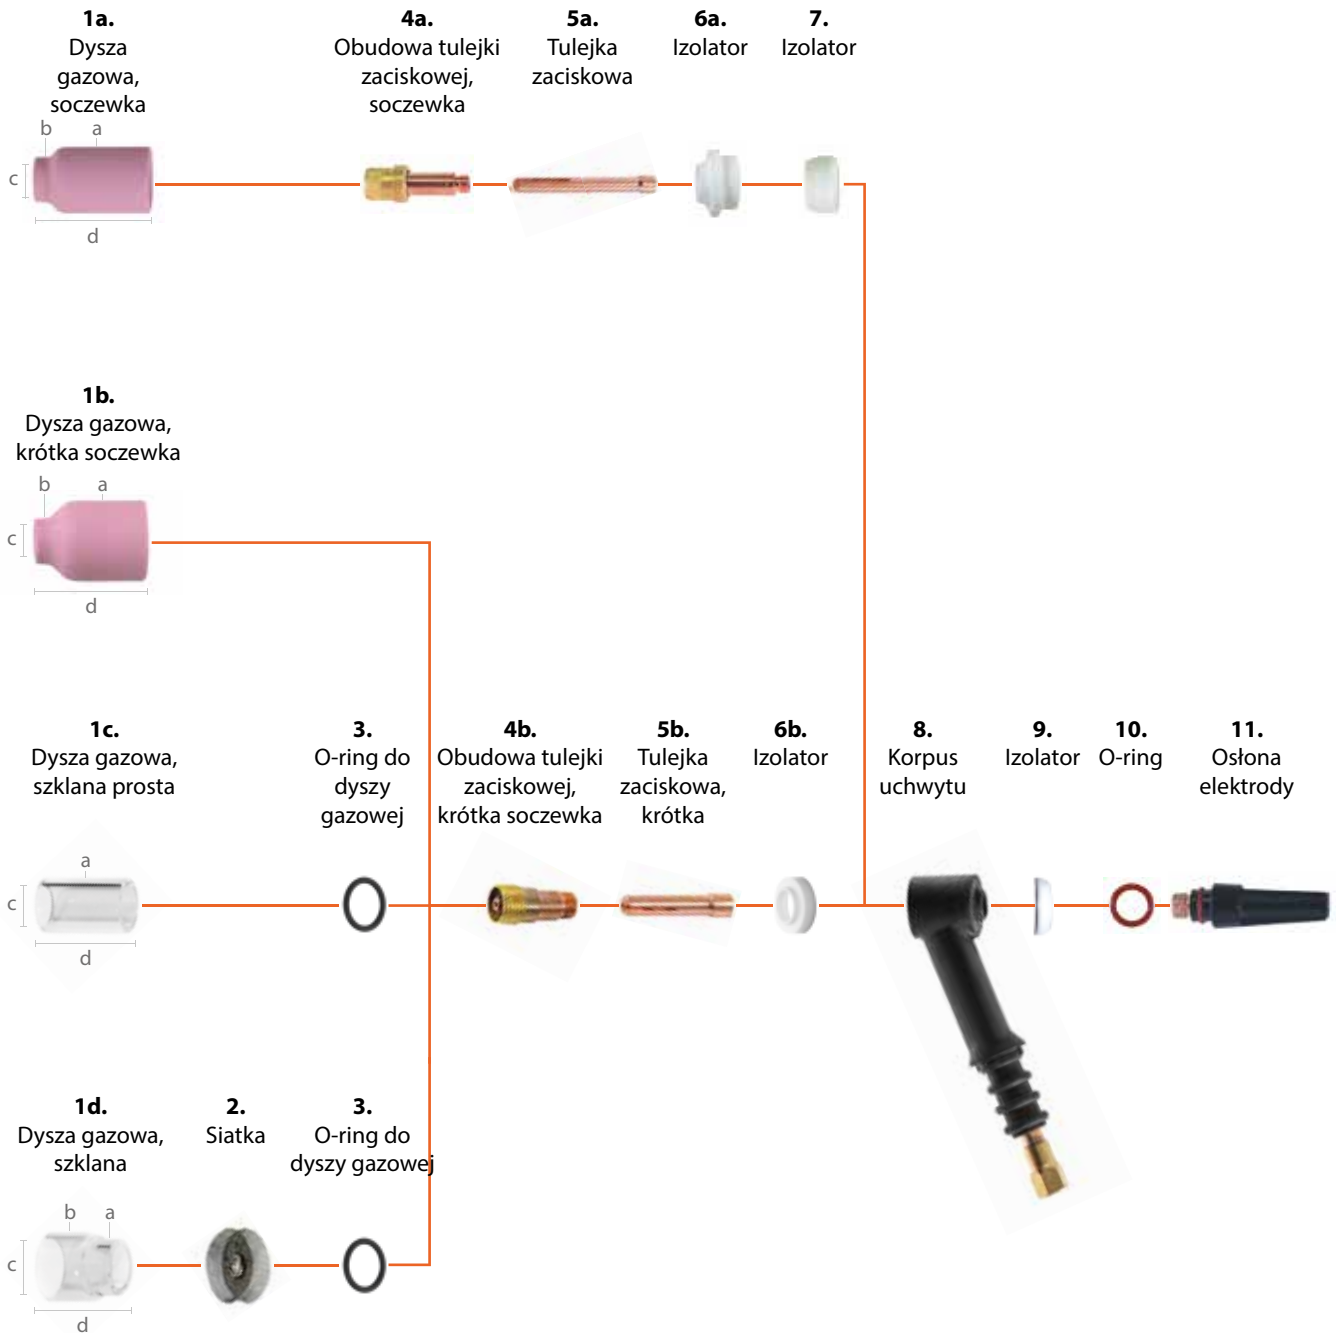 1a.
Dysza
gazowa,
soczewka
4a.
Obudowa tulejki
zaciskowej,
soczewka
5a.
Tulejka
zaciskowa
6a.
Izolator
7.
Izolator
b a
c
d
1b.
Dysza gazowa,
krótka soczewka
b a
c
d
1c.
Dysza gazowa,
szklana prosta
3.
O-ring do
dyszy
gazowej
4b.
Obudowa tulejki
zaciskowej,
krótka soczewka
5b.
Tulejka
zaciskowa,
krótka
6b.
Izolator
8.
Korpus
uchwytu
9.
Izolator
10.
O-ring
11.
Osłona
elektrody
a
c
d
1d.
Dysza gazowa,
szklana
2.
Siatka
3.
O-ring do
dyszy gazowej
b a
c
d